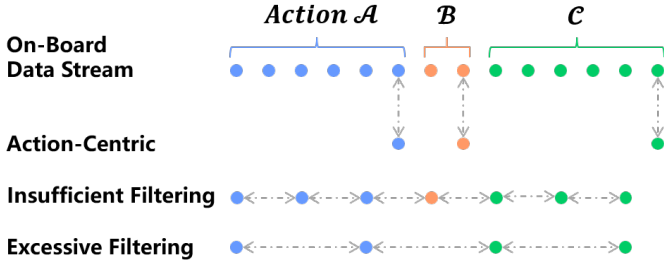 Action 𝓐 𝓑 𝓒
On-Board
Data Stream
Action-Centric
Insufficient Filtering
Excessive Filtering